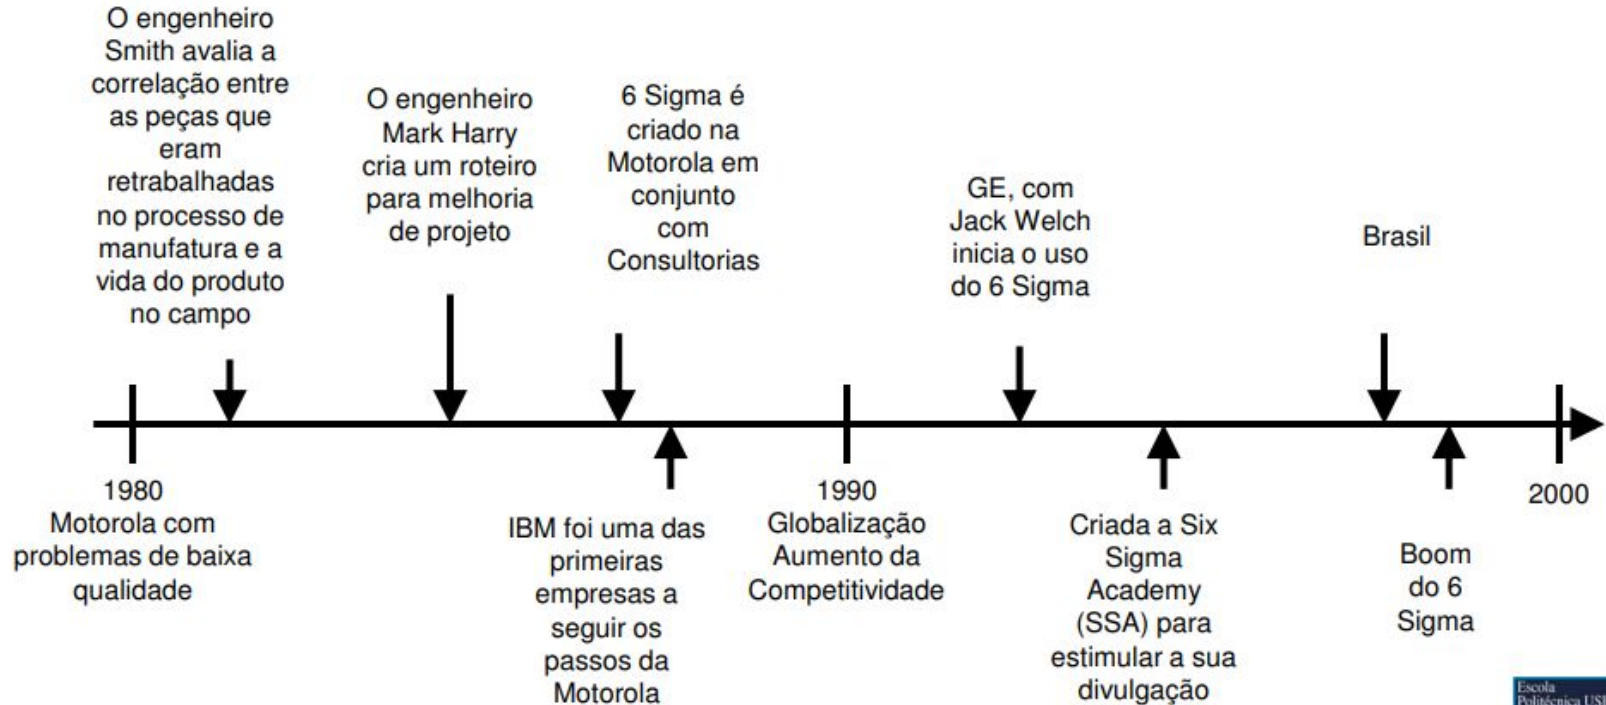 O engenheiro
Smith avalia a
correlação entre
as peças que
eram
retrabalhadas
no processo de
manufatura e a
vida do produto
no campo
O engenheiro
Mark Harry
cria um roteiro
para melhoria
de projeto
6 Sigma é
criado na
Motorola em
conjunto
com
Consultorias
GE, com
Jack Welch
inicia o uso
do 6 Sigma
Brasil
1980
Motorola com
problemas de baixa
qualidade
IBM foi uma das
primeiras
empresas a
seguir os
passos da
Motorola
1990
Globalização
Aumento da
Competitividade
Criada a Six
Sigma
Academy
(SSA) para
estimular a sua
divulgação
Boom
do 6
Sigma
2000
Escola
Politécnica